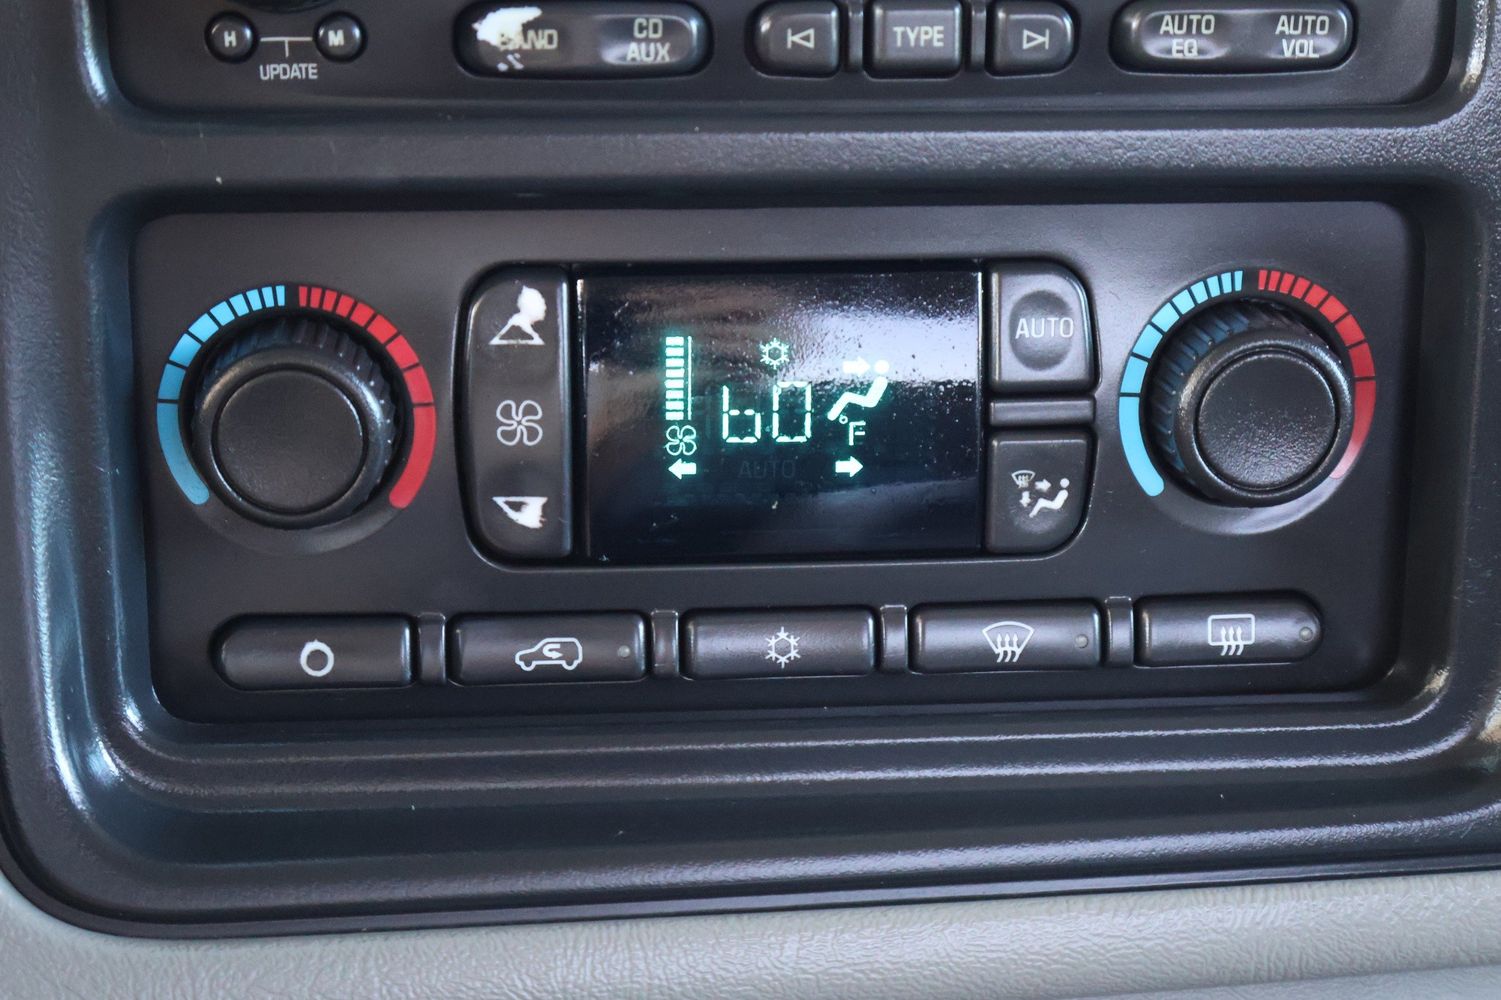 H M
UPDATE
BAND
CD
AUX
TYPE
AUTO
EQ
AUTO
VOL
60
°F
AUTO
AUTO